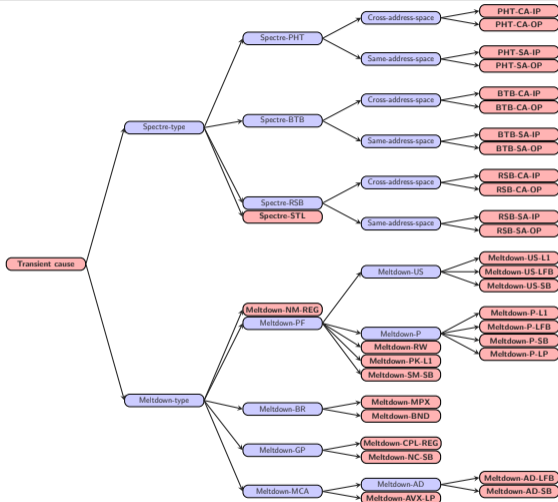 Transient cause
Spectre-type
Spectre-PHT
Cross-address-space
PHT-CA-IP
PHT-CA-OP
Same-address-space
PHT-SA-IP
PHT-SA-OP
Spectre-BTB
Cross-address-space
BTB-CA-IP
BTB-CA-OP
Same-address-space
BTB-SA-IP
BTB-SA-OP
Spectre-RSB
Cross-address-space
RSB-CA-IP
RSB-CA-OP
Same-address-space
RSB-SA-IP
RSB-SA-OP
Spectre-STL
Meltdown-type
Meltdown-NM-REG
Meltdown-PF
Meltdown-US
Meltdown-US-L1
Meltdown-US-LFB
Meltdown-US-SB
Meltdown-P
Meltdown-P-L1
Meltdown-P-LFB
Meltdown-P-SB
Meltdown-P-LP
Meltdown-RW
Meltdown-PK-L1
Meltdown-SM-SB
Meltdown-BR
Meltdown-MPX
Meltdown-BND
Meltdown-GP
Meltdown-CPL-REG
Meltdown-NC-SB
Meltdown-MCA
Meltdown-AD
Meltdown-AD-LFB
Meltdown-AD-SB
Meltdown-AVX-LP